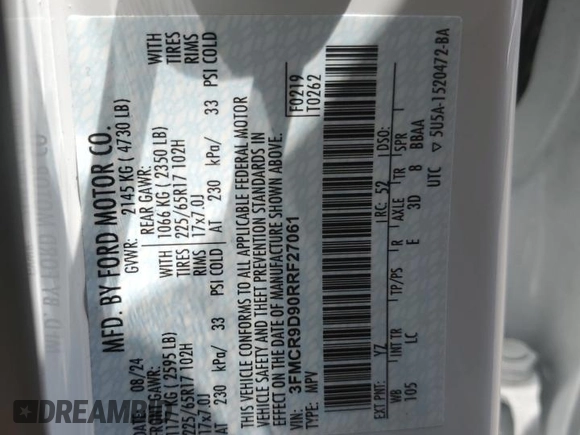 MFD. BY FORD MOTOR CO.
DATE: 08/24 GVWR: 2145 KG ( 4730 LB)
FRONT GAWR: REAR GAWR: WITH
1177 KG ( 2595 LB) WITH 1066 KG ( 2350 LB) TIRES
225/65R17 102H TIRES 225/65R17 102H RIMS
17x7.0J RIMS 17x7.0J
AT 230 kPa/ 33 PSI COLD AT 230 kPa/ 33 PSI COLD
THIS VEHICLE CONFORMS TO ALL APPLICABLE FEDERAL MOTOR
VEHICLE SAFETY AND THEFT PREVENTION STANDARDS IN
EFFECT ON THE DATE OF MANUFACTURE SHOWN ABOVE.
VIN: 3FMCR9D90RRF27061 F0219
TYPE: MPV T0262
EXT PNT: YZ RC: 52 DSO:
WB INT TR TP/PS R AXLE TR SPR
105 LC E 3D 8 BBAA
UTC ▽ 5U5A-1520472-BA
DREAMB